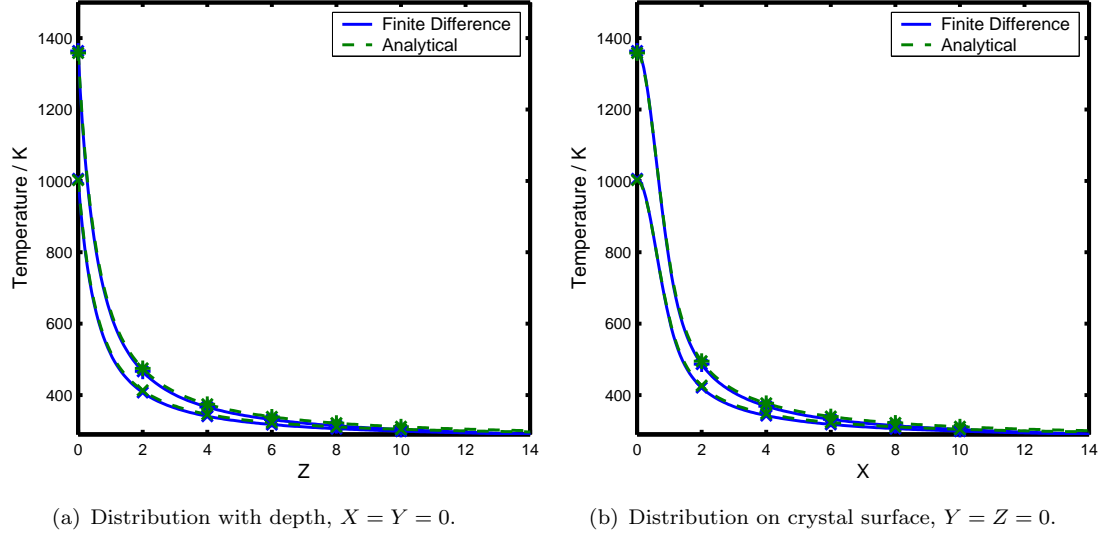 1400
1200
1000
800
600
400
Temperature / K
0 2 4 6 8 10 12 14
Z
Finite Difference
Analytical
(a) Distribution with depth, X = Y = 0.
1400
1200
1000
800
600
400
Temperature / K
0 2 4 6 8 10 12 14
X
Finite Difference
Analytical
(b) Distribution on crystal surface, Y = Z = 0.